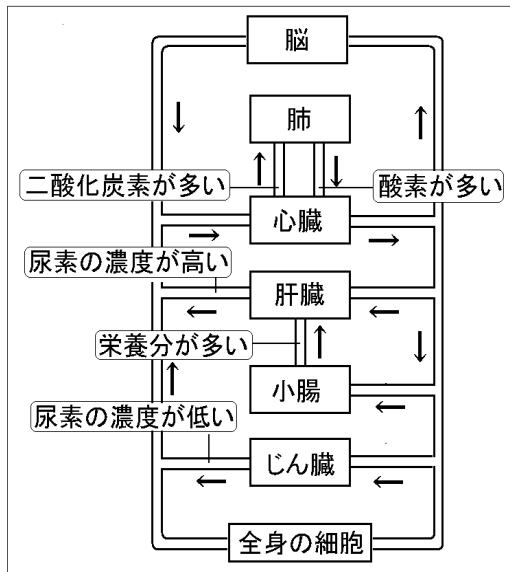 脳
肺
二酸化炭素が多い
酸素が多い
心臓
尿素の濃度が高い
肝臓
栄養分が多い
小腸
尿素の濃度が低い
じん臓
全身の細胞